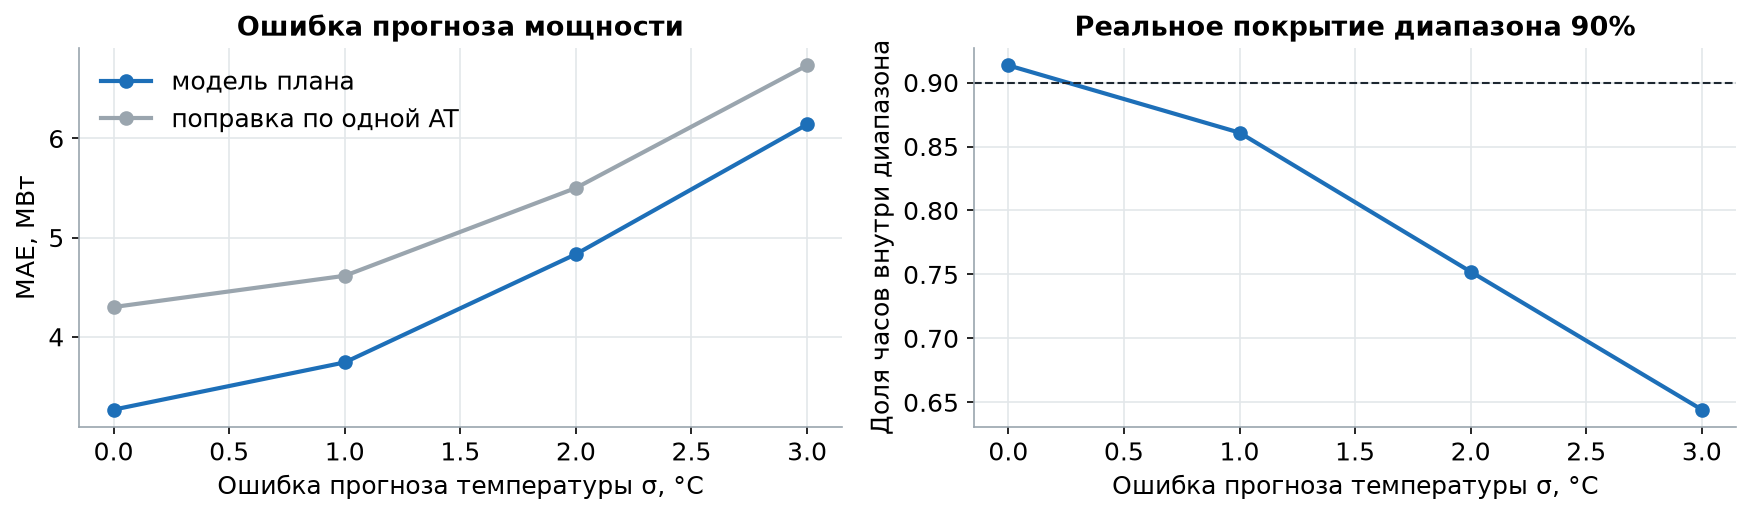 Ошибка прогноза мощности
модель плана
поправка по одной АТ
МАЕ, МВт
6
5
4
0.0 0.5 1.0 1.5 2.0 2.5 3.0
Ошибка прогноза температуры σ, °C
Реальное покрытие диапазона 90%
Доля часов внутри диапазона
0.90
0.85
0.80
0.75
0.70
0.65
0.0 0.5 1.0 1.5 2.0 2.5 3.0
Ошибка прогноза температуры σ, °C